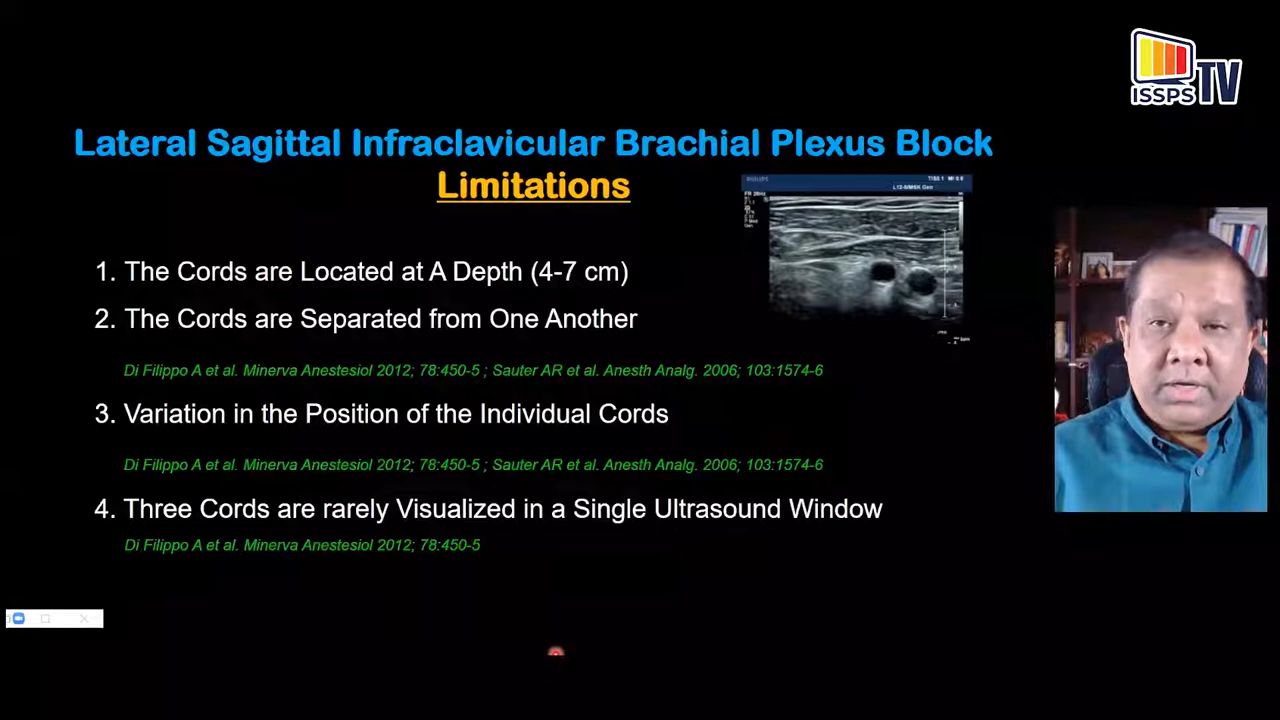 ISSPS TV
Lateral Sagittal Infraclavicular Brachial Plexus Block
Limitations
PHILIPS
L12-5/MSK Gen
1. The Cords are Located at A Depth (4-7 cm)
2. The Cords are Separated from One Another
Di Filippo A et al. Minerva Anestesiol 2012; 78:450-5 ; Sauter AR et al. Anesth Analg. 2006; 103:1574-6
3. Variation in the Position of the Individual Cords
Di Filippo A et al. Minerva Anestesiol 2012; 78:450-5 ; Sauter AR et al. Anesth Analg. 2006; 103:1574-6
4. Three Cords are rarely Visualized in a Single Ultrasound Window
Di Filippo A et al. Minerva Anestesiol 2012; 78:450-5